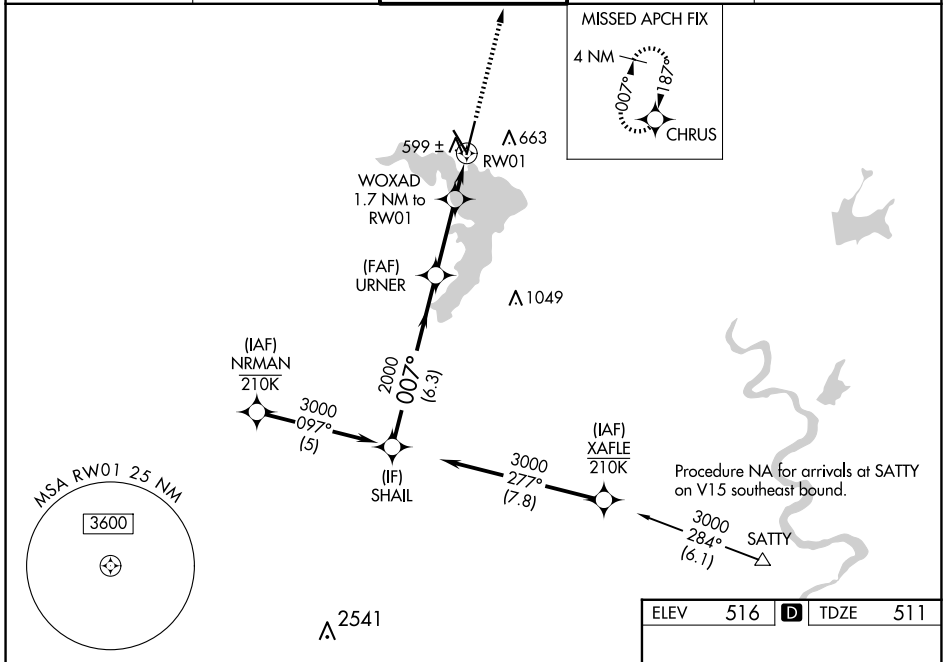 MISSED APCH FIX
4 NM
007°
187°
CHRUS
599 ±
663
RW01
WOXAD
1.7 NM to
RW01
(FAF)
URNER
1049
(IAF)
NRMAN
210K
2000
007°
(6.3)
3000
097°
(5)
(IF)
SHAIL
(IAF)
XAFLE
210K
3000
277°
(7.8)
Procedure NA for arrivals at SATTY
on V15 southeast bound.
3000
284°
(6.1)
SATTY
MSA RW01 25 NM
3600
2541
ELEV 516 D TDZE 511